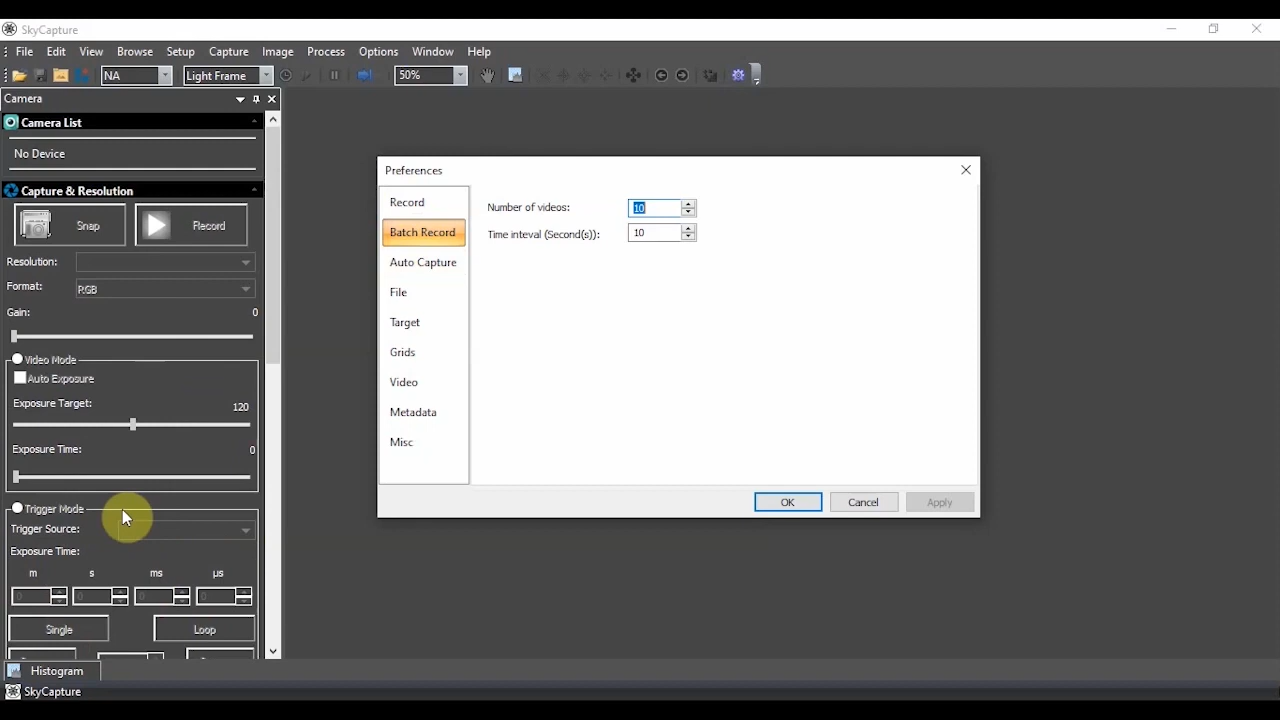 SkyCapture
File Edit View Browse Setup Capture Image Process Options Window Help
NA Light Frame 50%
Camera
Camera List
No Device
Capture & Resolution
Snap Record
Resolution:
Format: RGB
Gain: 0
Video Mode
Auto Exposure
Exposure Target: 120
Exposure Time: 0
Trigger Mode
Trigger Source:
Exposure Time:
m s ms µs
0 0 0 0
Single Loop
Histogram
SkyCapture
Preferences
Record
Batch Record
Auto Capture
File
Target
Grids
Video
Metadata
Misc
Number of videos: 10
Time inteval (Second(s)): 10
OK Cancel Apply